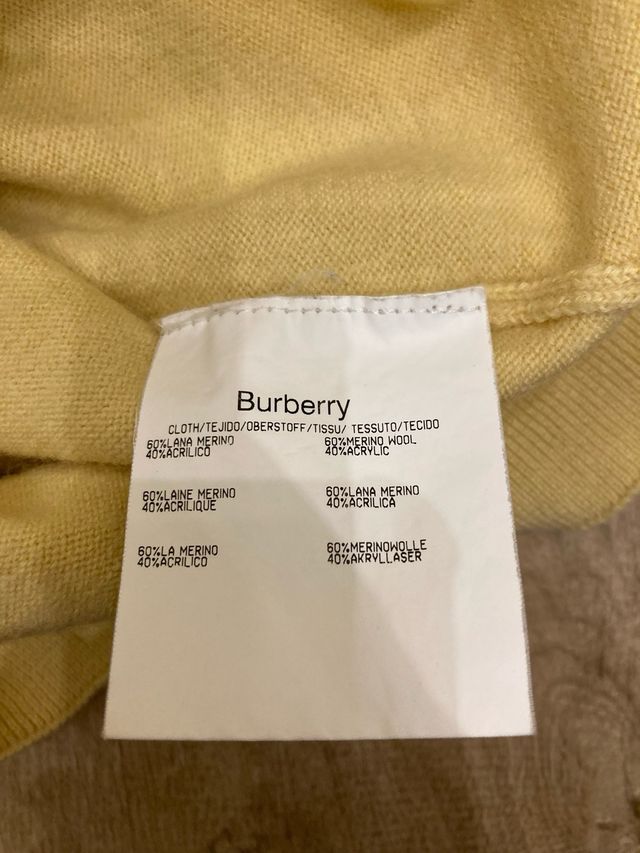 Burberry
CLOTH/TEJIDO/OBERSTOFF/TISSU/ TESSUTO/TECIDO
60%LANA MERINO 60%MERINO WOOL
40%ACRILICO 40%ACRYLIC
60%LAINE MERINO 60%LANA MERINO
40%ACRILIQUE 40%ACRILICA
60%LA MERINO 60%MERINOWOLLE
40%ACRILICO 40%AKRYLLASER